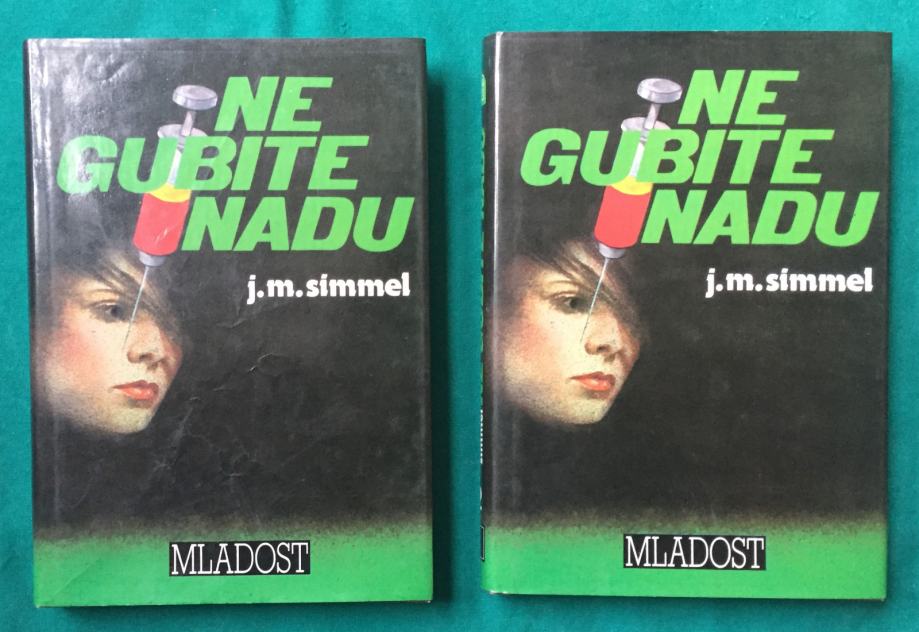 NE
GUBITE
NADU
j.m.simmel
MLADOST
NE
GUBITE
NADU
j.m.simmel
MLADOST